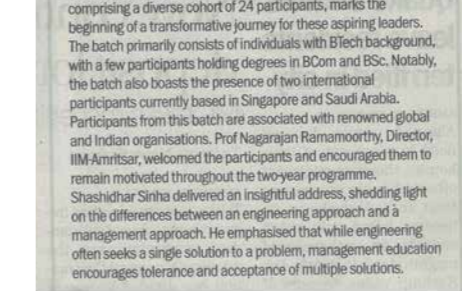 comprising a diverse cohort of 24 participants, marks the
beginning of a transformative journey for these aspiring leaders.
The batch primarily consists of individuals with BTech background,
with a few participants holding degrees in BCom and BSc. Notably,
the batch also boasts the presence of two international
participants currently based in Singapore and Saudi Arabia.
Participants from this batch are associated with renowned global
and Indian organisations. Prof Nagarajan Ramamoorthy, Director,
IIM-Amritsar, welcomed the participants and encouraged them to
remain motivated throughout the two-year programme.
Shashidhar Sinha delivered an insightful address, shedding light
on the differences between an engineering approach and a
management approach. He emphasised that while engineering
often seeks a single solution to a problem, management education
encourages tolerance and acceptance of multiple solutions.